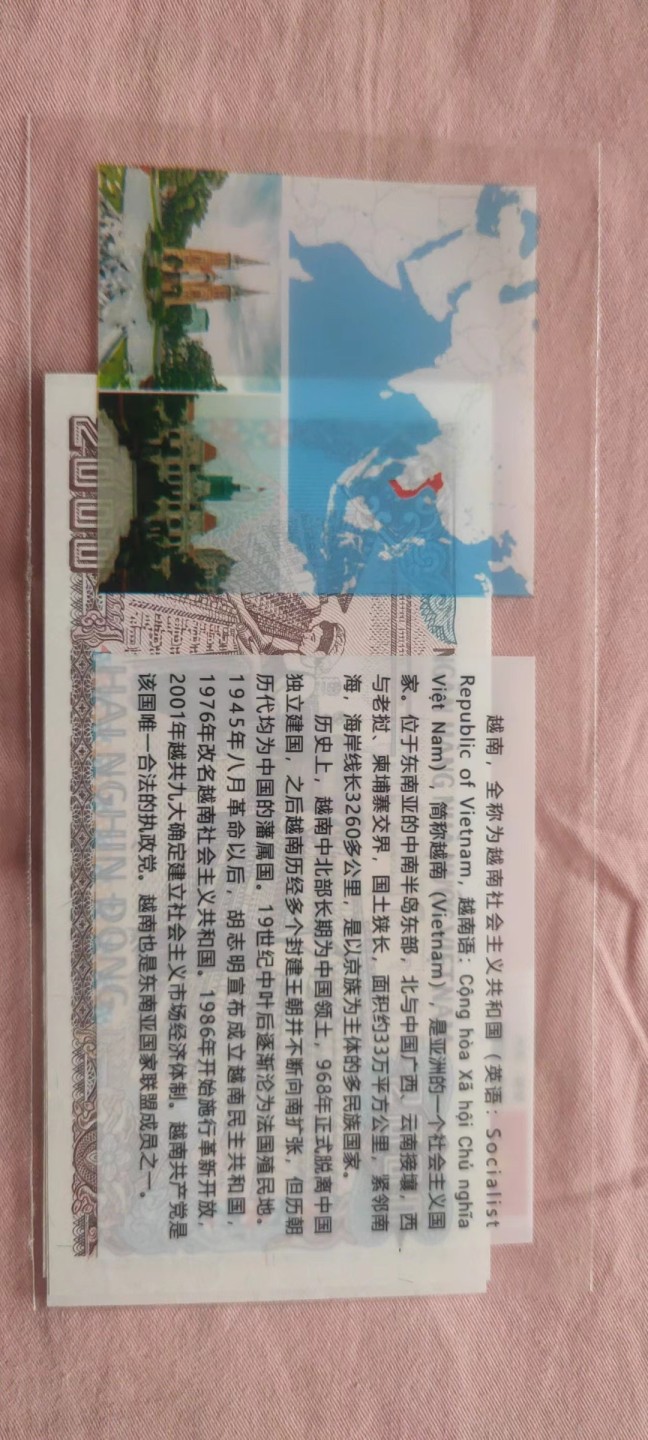 越南，全称为越南社会主义共和国（英语：Socialist
Republic of Vietnam，越南语：Cộng hòa Xã hội Chủ nghĩa
Việt Nam），简称越南（Vietnam），是亚洲的一个社会主义国
家。位于东南亚的中南半岛东部，北与中国广西、云南接壤，西
与老挝、柬埔寨交界，国土狭长，面积约33万平方公里，紧邻南
海，海岸线长3260多公里，是以京族为主体的多民族国家。
历史上，越南中北部长期为中国领土，968年正式脱离中国
独立建国，之后越南历经多个封建王朝并不断向南扩张，但历朝
历代均为中国的藩属国。19世纪中叶后逐渐沦为法国殖民地。
1945年八月革命以后，胡志明宣布成立越南民主共和国，
1976年改名越南社会主义共和国。1986年开始施行革新开放，
2001年越共九大确定建立社会主义市场经济体制。越南共产党是
该国唯一合法的执政党。越南也是东南亚国家联盟成员之一。
2000
HAI NGHÌN ĐỒNG